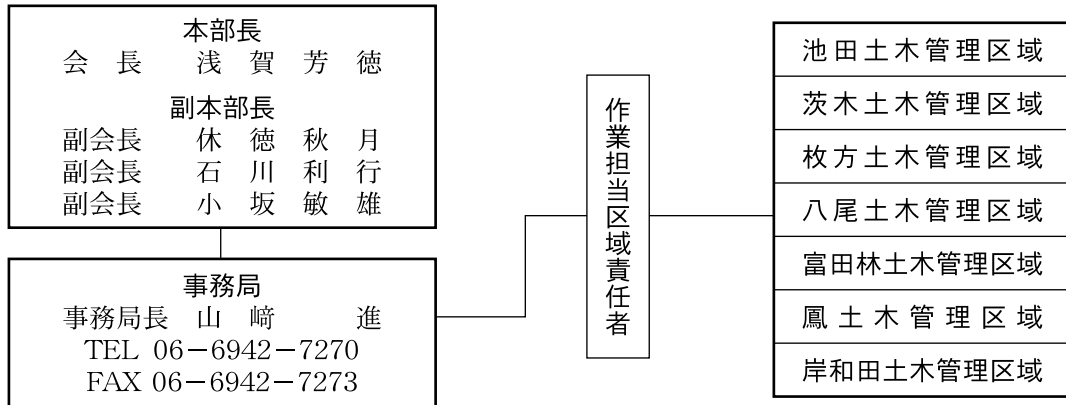 本部長
会　長　浅　賀　芳　徳
副本部長
副会長　休　徳　秋　月
副会長　石　川　利　行
副会長　小　坂　敏　雄
事務局
事務局長　山　﨑　　進
TEL 06−6942−7270
FAX 06−6942−7273
作業担当区域責任者
池田土木管理区域
茨木土木管理区域
枚方土木管理区域
八尾土木管理区域
富田林土木管理区域
鳳土木管理区域
岸和田土木管理区域